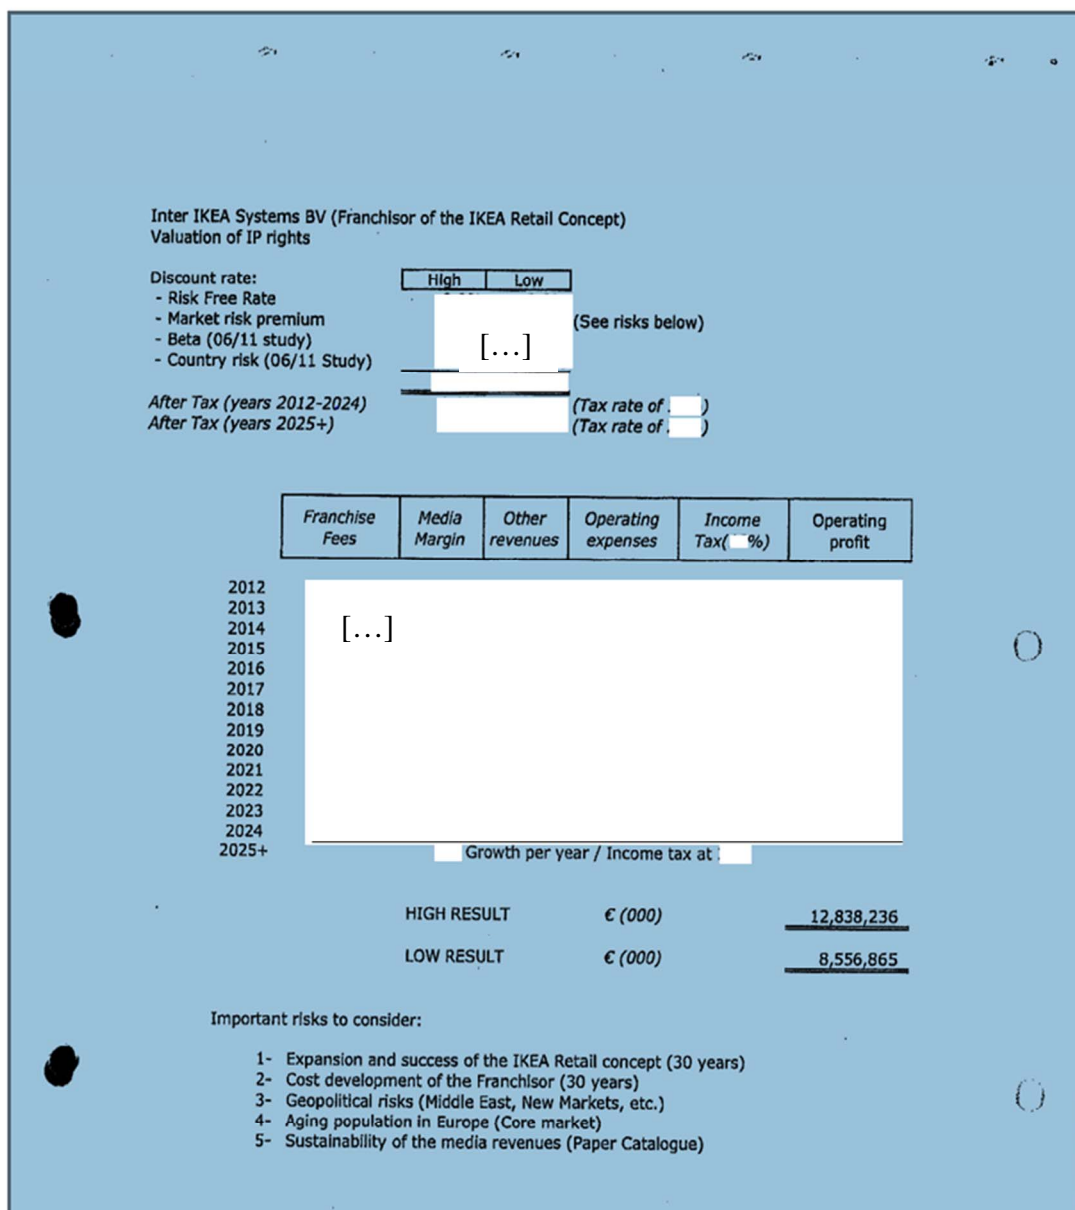 Inter IKEA Systems BV (Franchisor of the IKEA Retail Concept)
Valuation of IP rights
Discount rate: High Low
- Risk Free Rate
- Market risk premium (See risks below)
- Beta (06/11 study) […]
- Country risk (06/11 Study)
After Tax (years 2012-2024) (Tax rate of )
After Tax (years 2025+) (Tax rate of )
Franchise Media Other Operating Income Operating
Fees Margin revenues expenses Tax( %) profit
2012
2013
2014 […]
2015
2016
2017
2018
2019
2020
2021
2022
2023
2024
2025+ Growth per year / Income tax at
HIGH RESULT € (000) 12,838,236
LOW RESULT € (000) 8,556,865
Important risks to consider:
1- Expansion and success of the IKEA Retail concept (30 years)
2- Cost development of the Franchisor (30 years)
3- Geopolitical risks (Middle East, New Markets, etc.)
4- Aging population in Europe (Core market)
5- Sustainability of the media revenues (Paper Catalogue)